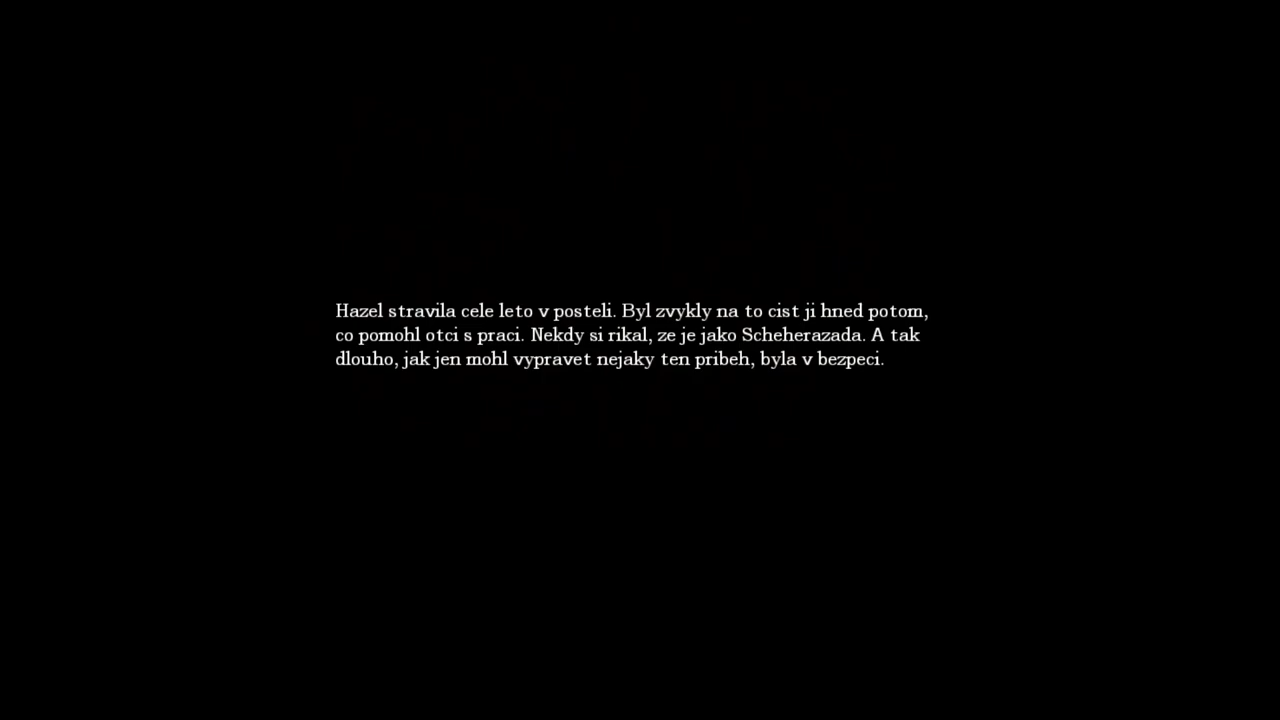 Hazel stravila cele leto v posteli. Byl zvykly na to cist ji hned potom,
co pomohl otci s praci. Nekdy si rikal, ze je jako Scheherazada. A tak
dlouho, jak jen mohl vypravet nejaky ten pribeh, byla v bezpeci.